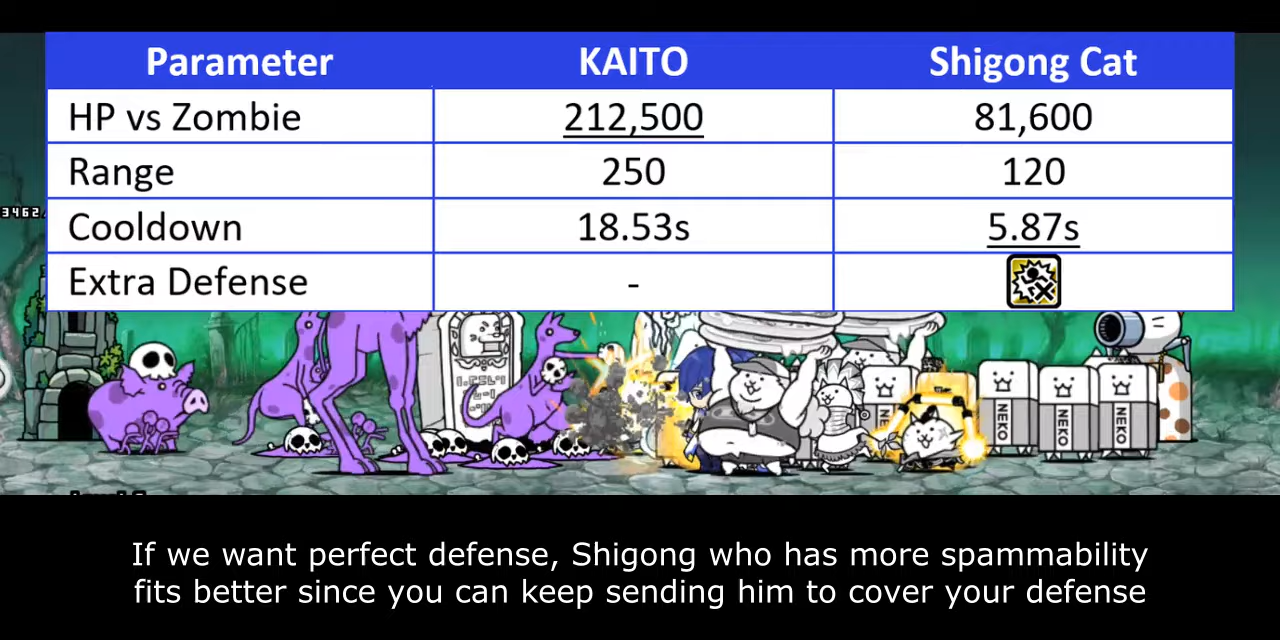 Parameter KAITO Shigong Cat
HP vs Zombie 212,500 81,600
Range 250 120
3462
Cooldown 18.53s 5.87s
Extra Defense -
NEKO NEKO NEKO NEKO
If we want perfect defense, Shigong who has more spammability
fits better since you can keep sending him to cover your defense